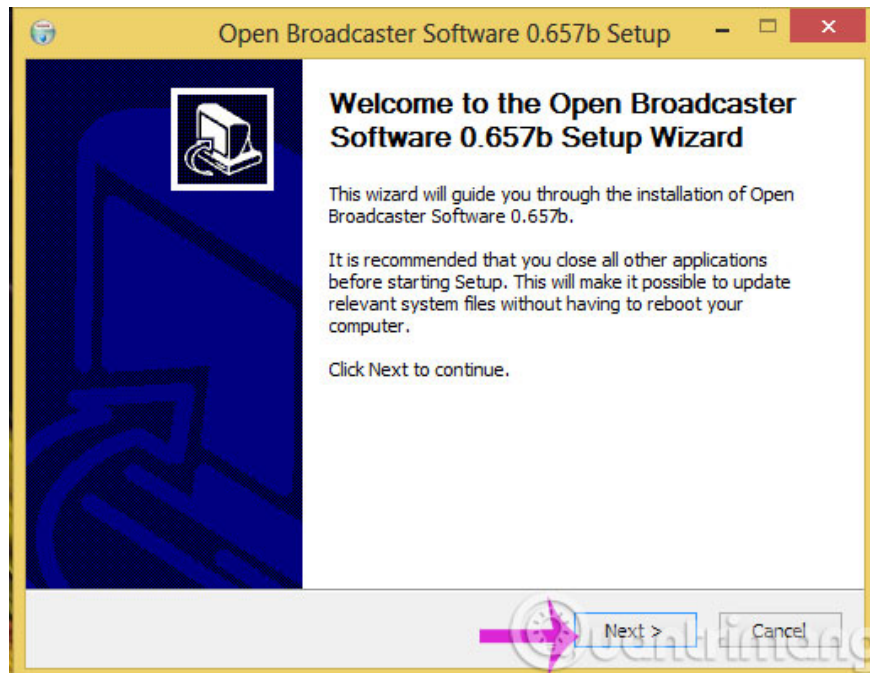 Open Broadcaster Software 0.657b Setup
Welcome to the Open Broadcaster
Software 0.657b Setup Wizard
This wizard will guide you through the installation of Open
Broadcaster Software 0.657b.
It is recommended that you close all other applications
before starting Setup. This will make it possible to update
relevant system files without having to reboot your
computer.
Click Next to continue.
Next > Cancel
Quantrimang